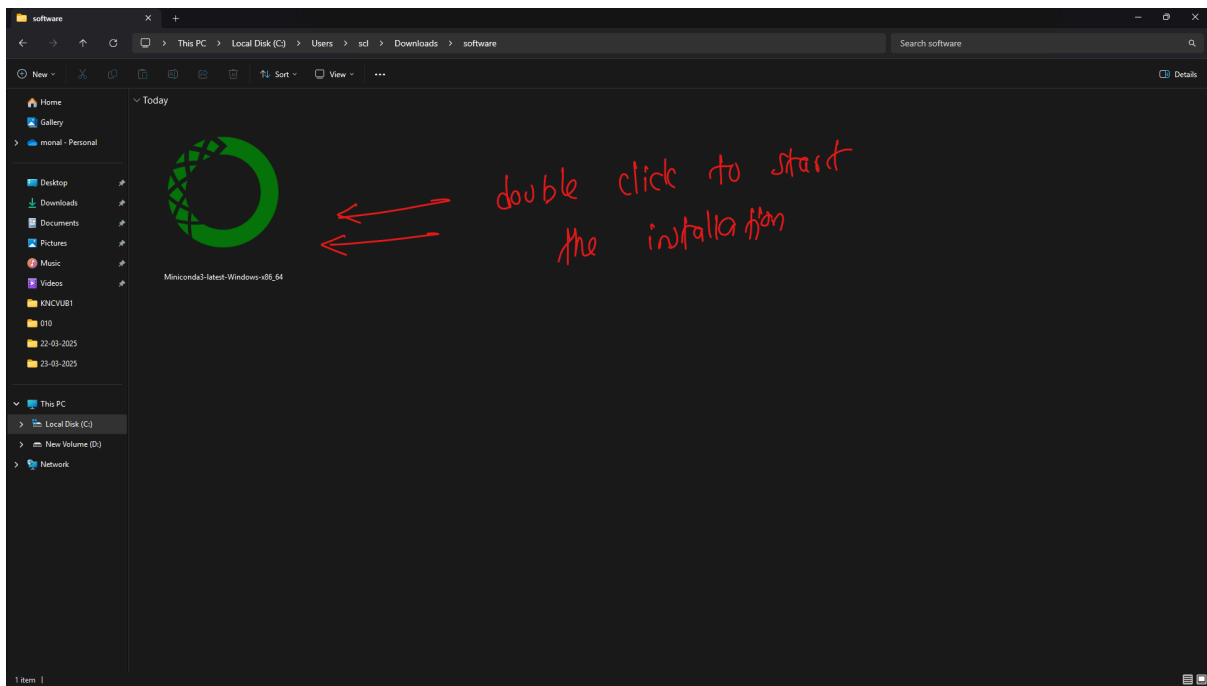 software
This PC > Local Disk (C:) > Users > scl > Downloads > software
Search software
New
Sort
View
Details
Home
Gallery
monal - Personal
Desktop
Downloads
Documents
Pictures
Music
Videos
KNCVUB1
010
22-03-2025
23-03-2025
This PC
Local Disk (C:)
New Volume (D:)
Network
Today
Miniconda3-latest-Windows-x86_64
double click to start
the installation
1 item